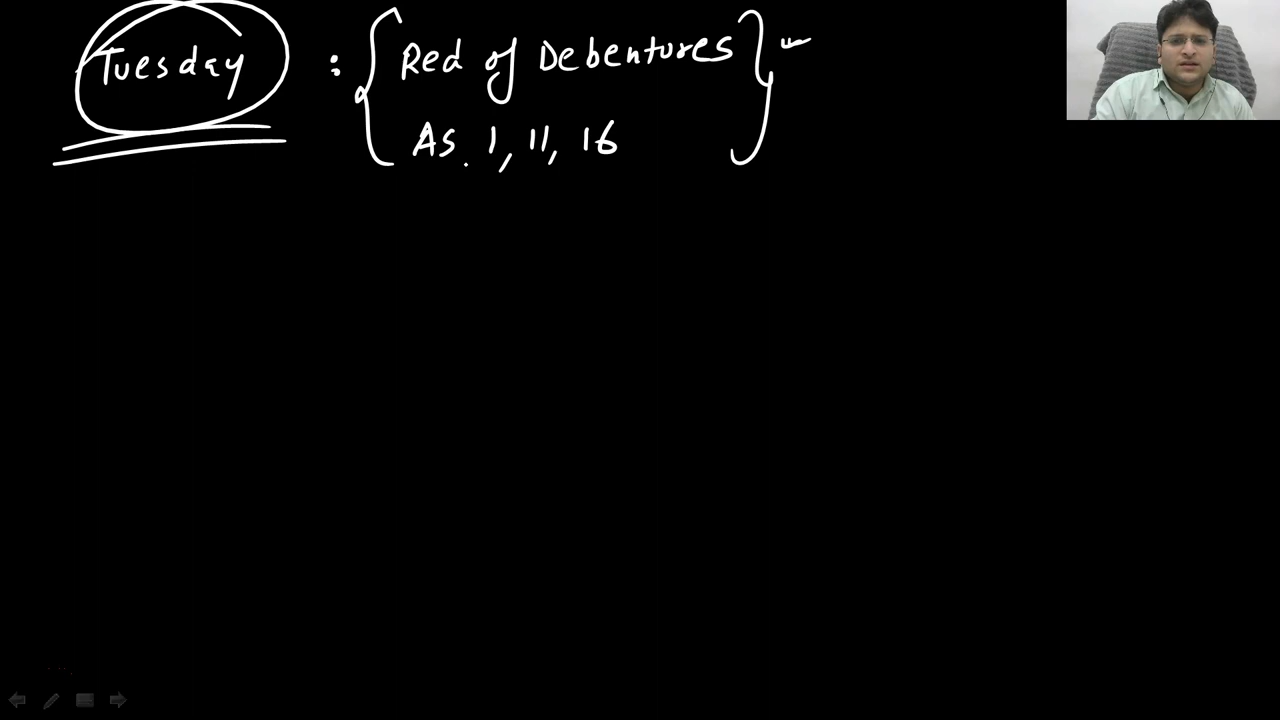 Tuesday : { Red of Debentures
As. 1, 11, 16 }